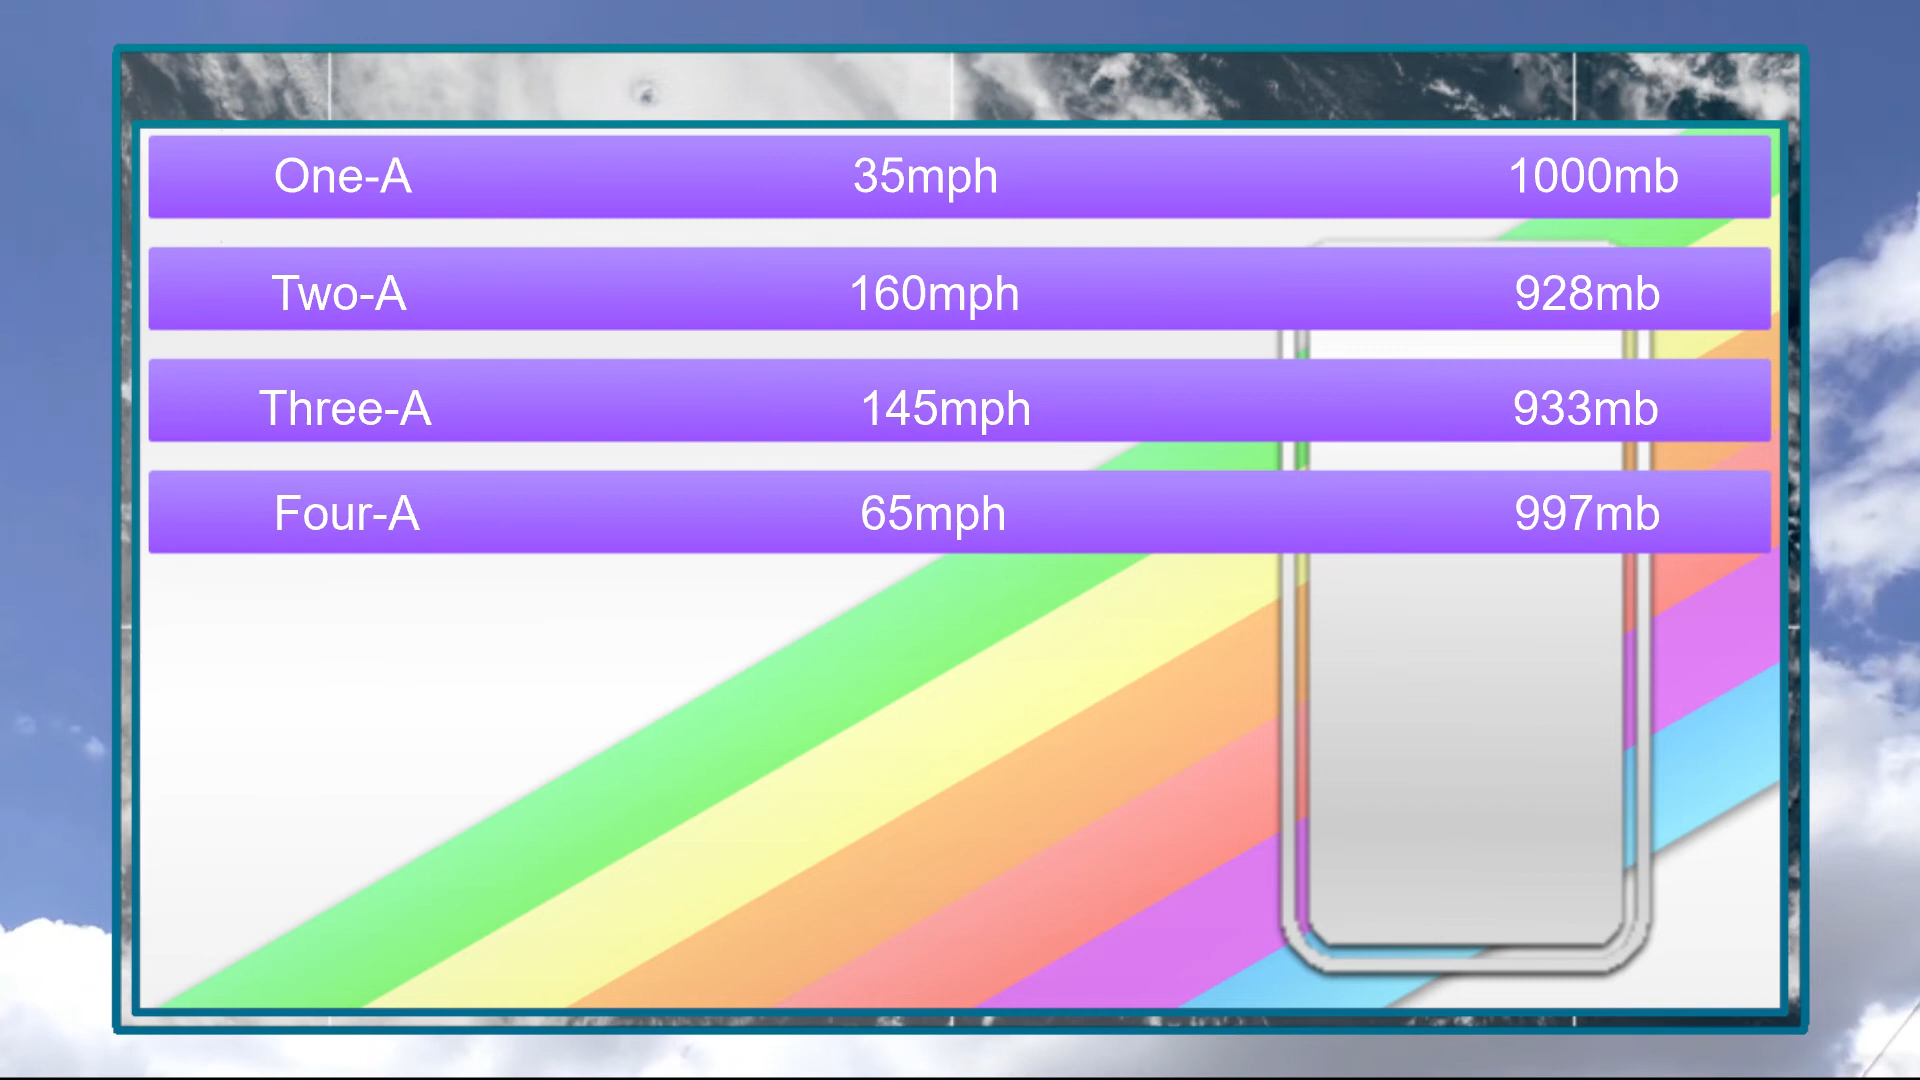 One-A 35mph 1000mb
Two-A 160mph 928mb
Three-A 145mph 933mb
Four-A 65mph 997mb